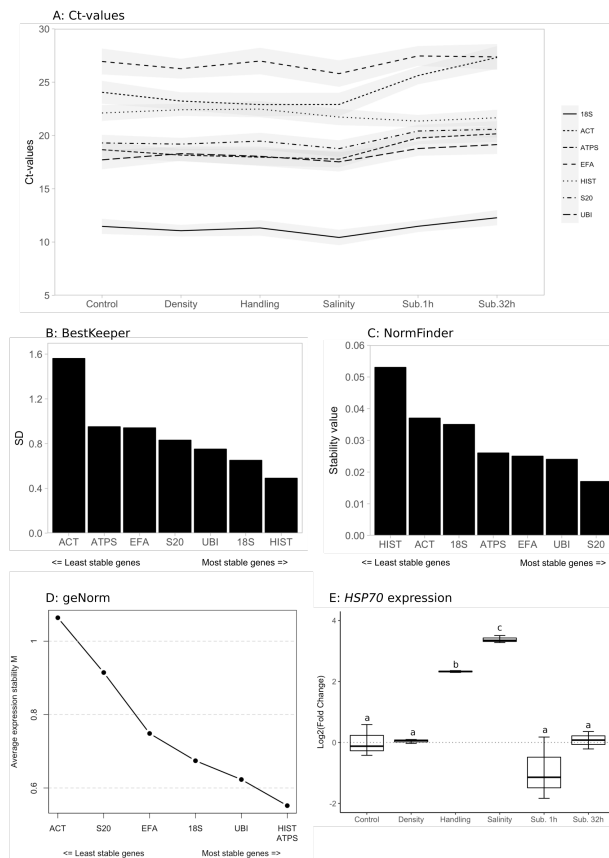 A: Ct-values
30
25
20
15
10
5
Ct-values
Control Density Handling Salinity Sub.1h Sub.32h
18S
ACT
ATPS
EFA
HIST
S20
UBI
B: BestKeeper
1.6
1.2
0.8
0.4
0.0
SD
ACT ATPS EFA S20 UBI 18S HIST
<= Least stable genes Most stable genes =>
C: NormFinder
0.06
0.05
0.04
0.03
0.02
0.01
0.00
Stability value
HIST ACT 18S ATPS EFA UBI S20
<= Least stable genes Most stable genes =>
D: geNorm
1
0.8
0.6
Average expression stability M
ACT S20 EFA 18S UBI HIST
ATPS
<= Least stable genes Most stable genes =>
E: HSP70 expression
4
2
0
-2
Log2(Fold Change)
a a b c a a
Control Density Handling Salinity Sub. 1h Sub. 32h